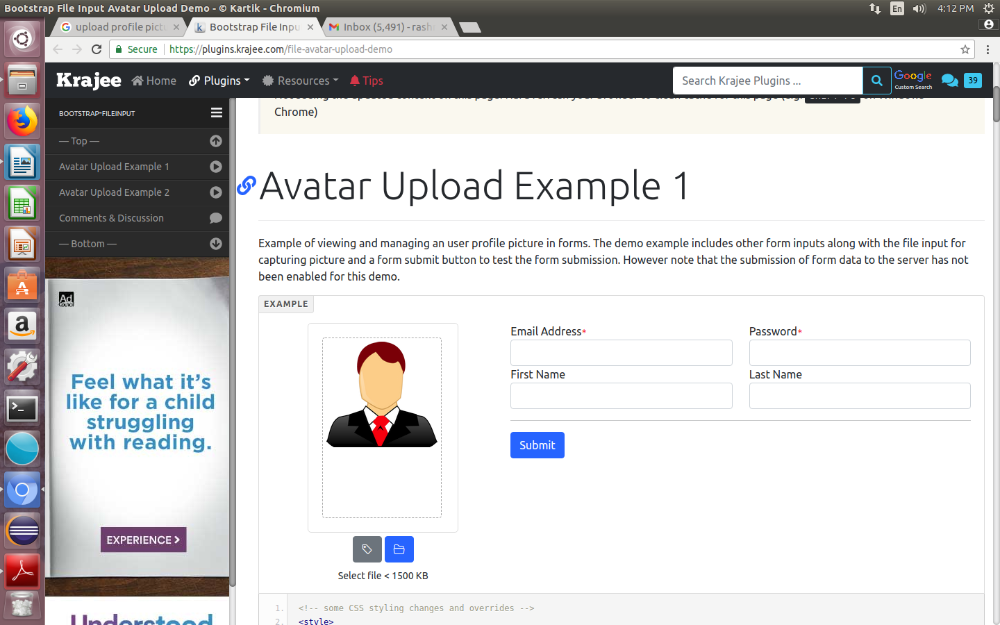 Bootstrap File Input Avatar Upload Demo - © Kartik - Chromium
En
4:12 PM
upload profile pictu
Bootstrap File Inpu
Inbox (5,491) - rash
Secure
https://plugins.krajee.com/file-avatar-upload-demo
Krajee
Home
Plugins
Resources
Tips
Search Krajee Plugins ...
Google
Custom Search
39
BOOTSTRAP-FILEINPUT
— Top —
Avatar Upload Example 1
Avatar Upload Example 2
Comments & Discussion
— Bottom —
Chrome)
Avatar Upload Example 1
Example of viewing and managing an user profile picture in forms. The demo example includes other form inputs along with the file input for
capturing picture and a form submit button to test the form submission. However note that the submission of form data to the server has not
been enabled for this demo.
EXAMPLE
Email Address*
Password*
First Name
Last Name
Submit
Select file < 1500 KB
1. <!-- some CSS styling changes and overrides -->
2. <style>
Ad
Council
Feel what it's
like for a child
struggling
with reading.
EXPERIENCE >
Understood